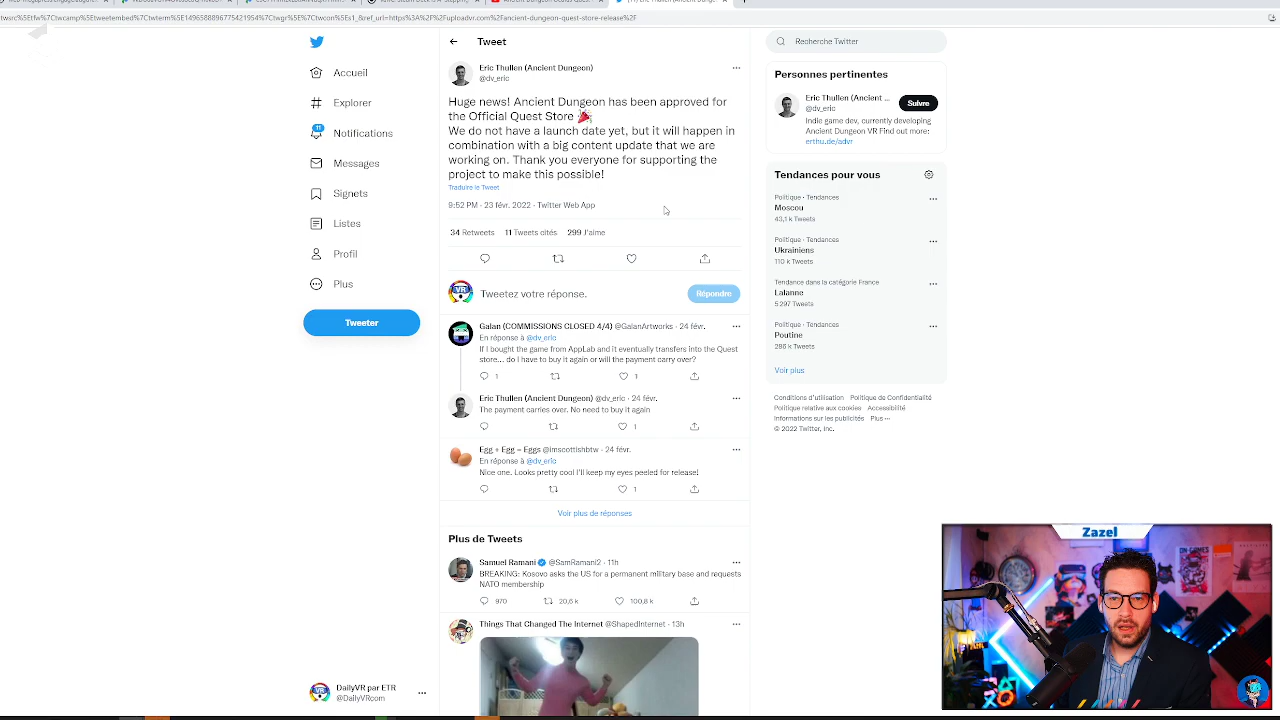 Tweet
Eric Thullen (Ancient Dungeon)
@dv_eric
Huge news! Ancient Dungeon has been approved for
the Official Quest Store 🎉
We do not have a launch date yet, but it will happen in
combination with a big content update that we are
working on. Thank you everyone for supporting the
project to make this possible!
Traduire le Tweet
9:52 PM · 23 févr. 2022 · Twitter Web App
34 Retweets 11 Tweets cités 299 J'aime
Tweetez votre réponse.
Répondre
Galan (COMMISSIONS CLOSED 4/4) @GalanArtworks · 24 févr.
En réponse à @dv_eric
If I bought the game from AppLab and it eventually transfers into the Quest
store... do I have to buy it again or will the payment carry over?
1 1
Eric Thullen (Ancient Dungeon) @dv_eric · 24 févr.
The payment carries over. No need to buy it again
1
Egg + Egg = Eggs @imscottishbtw · 24 févr.
En réponse à @dv_eric
Nice one. Looks pretty cool I'll keep my eyes peeled for release!
1
Voir plus de réponses
Plus de Tweets
Samuel Ramani @SamRamani2 · 11h
BREAKING: Kosovo asks the US for a permanent military base and requests
NATO membership
970 20,6 k 100,8 k
Things That Changed The Internet @ShapedInternet · 13h
Accueil
Explorer
11
Notifications
Messages
Signets
Listes
Profil
Plus
Tweeter
DailyVR par ETR
@DailyVRcom
Recherche Twitter
Personnes pertinentes
Eric Thullen (Ancient ...
@dv_eric
Suivre
Indie game dev, currently developing
Ancient Dungeon VR Find out more:
erthu.de/advr
Tendances pour vous
Politique · Tendances
Moscou
43,1 k Tweets
Politique · Tendances
Ukrainiens
110 k Tweets
Tendance dans la catégorie France
Lalanne
5 297 Tweets
Politique · Tendances
Poutine
286 k Tweets
Voir plus
Conditions d'utilisation Politique de Confidentialité
Politique relative aux cookies Accessibilité
Informations sur les publicités Plus ···
© 2022 Twitter, Inc.
Zazel
VR
VR